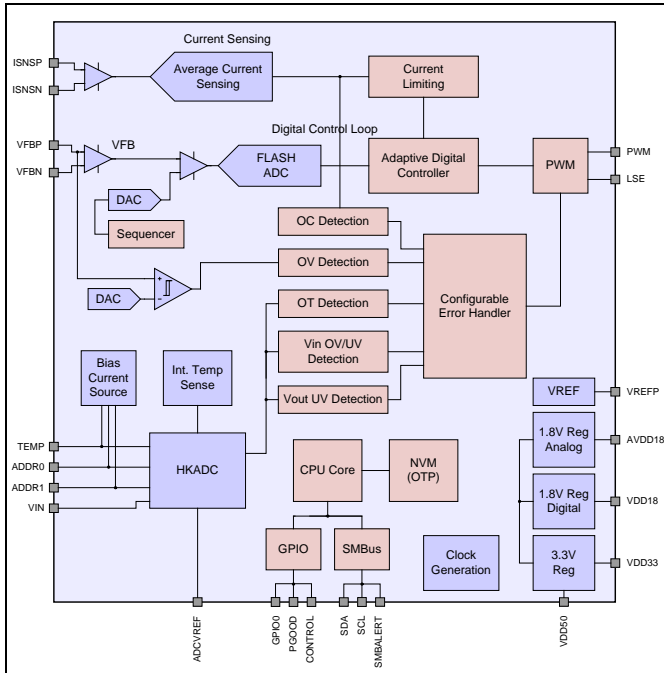 Current Sensing
ISNSP
ISNSN
Average Current
Sensing
Current
Limiting
Digital Control Loop
VFBP
VFBN
VFB
FLASH
ADC
Adaptive Digital
Controller
PWM
PWM
LSE
DAC
Sequencer
OC Detection
OV Detection
DAC
+
−
OT Detection
Configurable
Error Handler
Vin OV/UV
Detection
Vout UV Detection
Bias
Current
Source
Int. Temp
Sense
VREF
VREFP
TEMP
ADDR0
ADDR1
VIN
HKADC
1.8V Reg
Analog
AVDD18
CPU Core
NVM
(OTP)
1.8V Reg
Digital
VDD18
GPIO
SMBus
Clock
Generation
3.3V
Reg
VDD33
ADCVREF
GPIO0
PGOOD
CONTROL
SDA
SCL
SMBALERT
VDD50